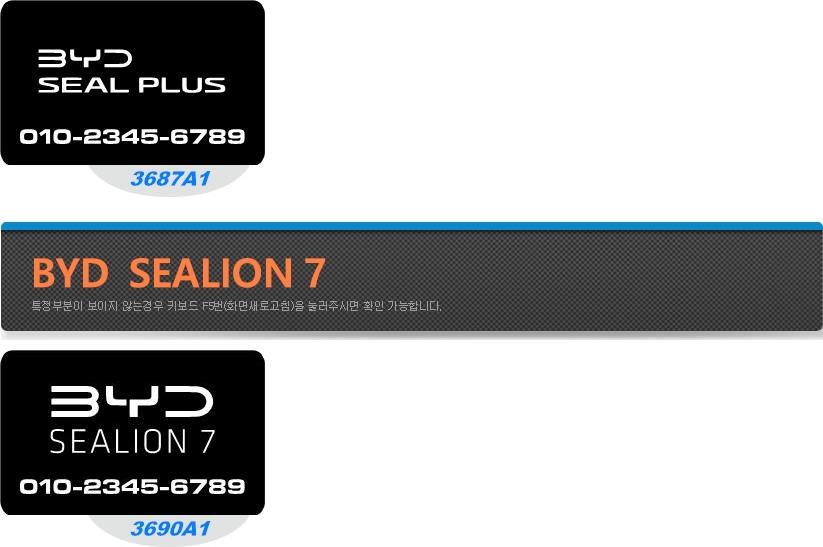 BYD
SEAL PLUS
010-2345-6789
3687A1
BYD SEALION 7
특정부분이 보이지 않는경우 키보드 F5번(화면새로고침)을 눌러주시면 확인 가능합니다.
BYD
SEALION 7
010-2345-6789
3690A1